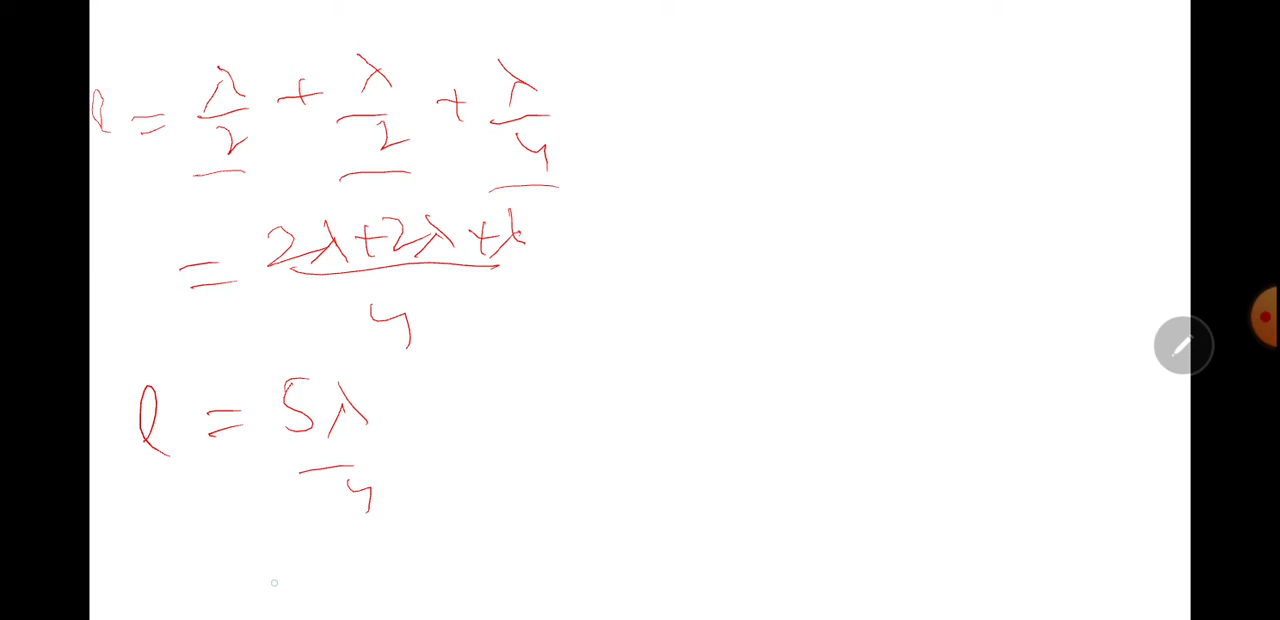 l = λ/2 + λ/2 + λ/4
= (2λ+2λ+λ)/4
l = 5λ/4